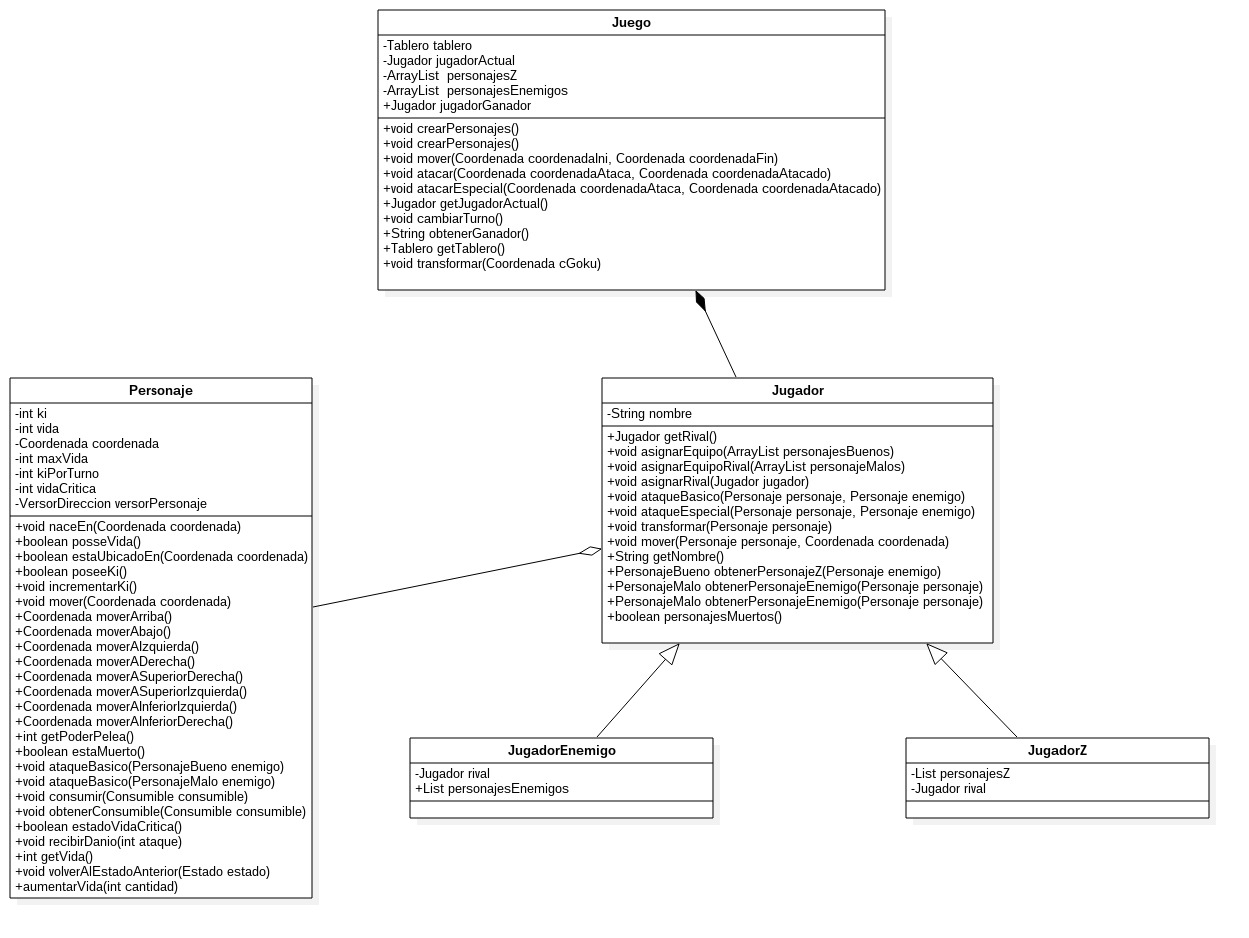 Juego
-Tablero tablero
-Jugador jugadorActual
-ArrayList personajesZ
-ArrayList personajesEnemigos
+Jugador jugadorGanador
+void crearPersonajes()
+void crearPersonajes()
+void mover(Coordenada coordenadaIni, Coordenada coordenadaFin)
+void atacar(Coordenada coordenadaAtaca, Coordenada coordenadaAtacado)
+void atacarEspecial(Coordenada coordenadaAtaca, Coordenada coordenadaAtacado)
+Jugador getJugadorActual()
+void cambiarTurno()
+String obtenerGanador()
+Tablero getTablero()
+void transformar(Coordenada cGoku)
Personaje
-int ki
-int vida
-Coordenada coordenada
-int maxVida
-int kiPorTurno
-int vidaCritica
-VersorDireccion versorPersonaje
+void naceEn(Coordenada coordenada)
+boolean posseVida()
+boolean estaUbicadoEn(Coordenada coordenada)
+boolean poseeKi()
+void incrementarKi()
+void mover(Coordenada coordenada)
+Coordenada moverArriba()
+Coordenada moverAbajo()
+Coordenada moverAIzquierda()
+Coordenada moverADerecha()
+Coordenada moverASuperiorDerecha()
+Coordenada moverASuperiorIzquierda()
+Coordenada moverAInferiorIzquierda()
+Coordenada moverAInferiorDerecha()
+int getPoderPelea()
+boolean estaMuerto()
+void ataqueBasico(PersonajeBueno enemigo)
+void ataqueBasico(PersonajeMalo enemigo)
+void consumir(Consumible consumible)
+void obtenerConsumible(Consumible consumible)
+boolean estadoVidaCritica()
+void recibirDanio(int ataque)
+int getVida()
+void volverAlEstadoAnterior(Estado estado)
+aumentarVida(int cantidad)
Jugador
-String nombre
+Jugador getRival()
+void asignarEquipo(ArrayList personajesBuenos)
+void asignarEquipoRival(ArrayList personajeMalos)
+void asignarRival(Jugador jugador)
+void ataqueBasico(Personaje personaje, Personaje enemigo)
+void ataqueEspecial(Personaje personaje, Personaje enemigo)
+void transformar(Personaje personaje)
+void mover(Personaje personaje, Coordenada coordenada)
+String getNombre()
+PersonajeBueno obtenerPersonajeZ(Personaje enemigo)
+PersonajeMalo obtenerPersonajeEnemigo(Personaje personaje)
+PersonajeMalo obtenerPersonajeEnemigo(Personaje personaje)
+boolean personajesMuertos()
JugadorEnemigo
-Jugador rival
+List personajesEnemigos
JugadorZ
-List personajesZ
-Jugador rival